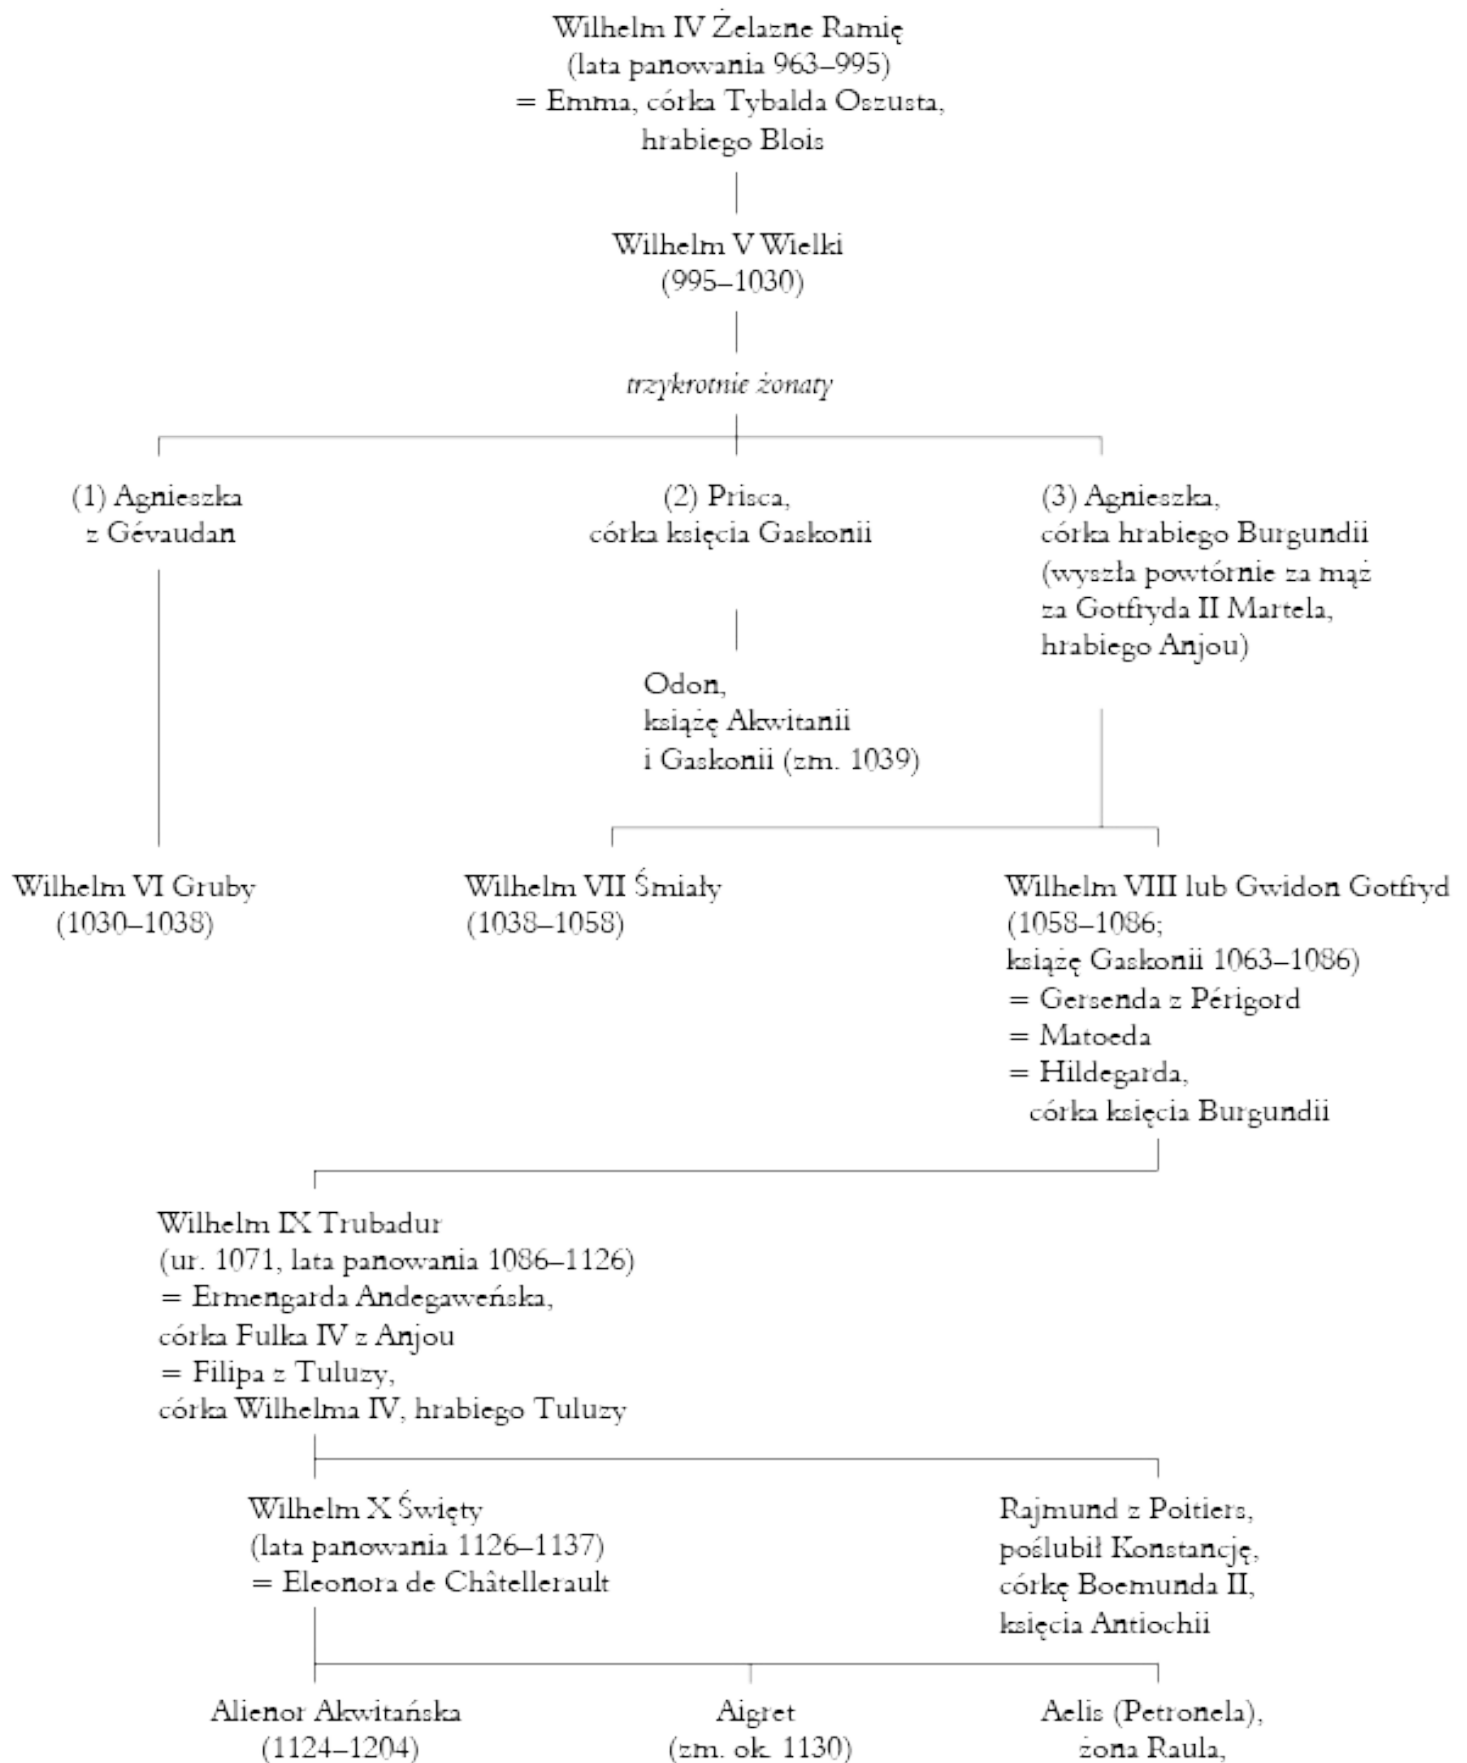 Wilhelm IV Żelazne Ramię
(lata panowania 963–995)
= Emma, córka Tybalda Oszusta,
hrabiego Blois
Wilhelm V Wielki
(995–1030)
trzykrotnie żonaty
(1) Agnieszka
z Gévaudan
(2) Prisca,
córka księcia Gaskonii
(3) Agnieszka,
córka hrabiego Burgundii
(wyszła powtórnie za mąż
za Gotfryda II Martela,
hrabiego Anjou)
Odon,
książę Akwitanii
i Gaskonii (zm. 1039)
Wilhelm VI Gruby
(1030–1038)
Wilhelm VII Śmiały
(1038–1058)
Wilhelm VIII lub Gwidon Gotfryd
(1058–1086;
książę Gaskonii 1063–1086)
= Gersenda z Périgord
= Matoeda
= Hildegarda,
córka księcia Burgundii
Wilhelm IX Trubadur
(ur. 1071, lata panowania 1086–1126)
= Ermengarda Andegaweńska,
córka Fulka IV z Anjou
= Filipa z Tuluzy,
córka Wilhelma IV, hrabiego Tuluzy
Wilhelm X Święty
(lata panowania 1126–1137)
= Eleonora de Châtellerault
Rajmund z Poitiers,
poślubił Konstancję,
córkę Boemunda II,
księcia Antiochii
Alienor Akwitańska
(1124–1204)
Aigret
(zm. ok. 1130)
Aelis (Petronela),
żona Raula,